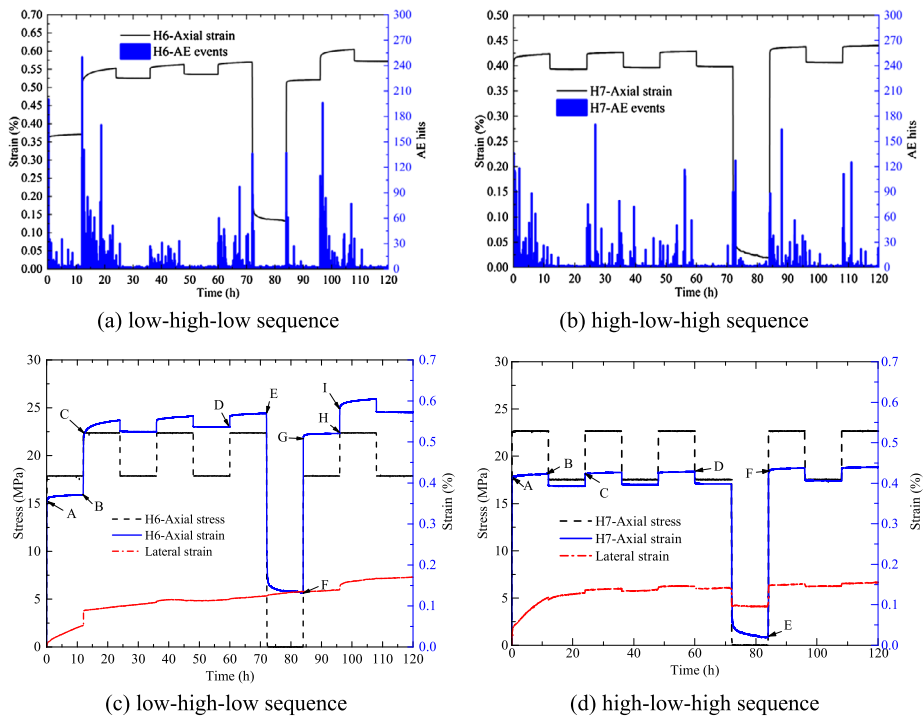 0.70
0.65
0.60
0.55
0.50
0.45
0.40
0.35
0.30
0.25
0.20
0.15
0.10
0.05
0.00
Strain (%)
H6-Axial strain
H6-AE events
300
270
240
210
180
150
120
90
60
30
0
AE hits
0 10 20 30 40 50 60 70 80 90 100 110 120
Time (h)
(a) low-high-low sequence
0.50
0.45
0.40
0.35
0.30
0.25
0.20
0.15
0.10
0.05
0.00
Strain (%)
H7-Axial strain
H7-AE events
300
270
240
210
180
150
120
90
60
30
0
AE hits
0 20 40 60 80 100 120
Time (h)
(b) high-low-high sequence
30
25
20
15
10
5
0
Stress (MPa)
A
B
C
D
E
F
G
H
I
H6-Axial stress
H6-Axial strain
Lateral strain
0.7
0.6
0.5
0.4
0.3
0.2
0.1
0.0
Strain (%)
0 10 20 30 40 50 60 70 80 90 100 110 120
Time (h)
(c) low-high-low sequence
30
25
20
15
10
5
0
Stress (MPa)
A
B
C
D
E
F
H7-Axial stress
H7-Axial strain
Lateral strain
0.7
0.6
0.5
0.4
0.3
0.2
0.1
0.0
Strain (%)
0 20 40 60 80 100 120
Time (h)
(d) high-low-high sequence